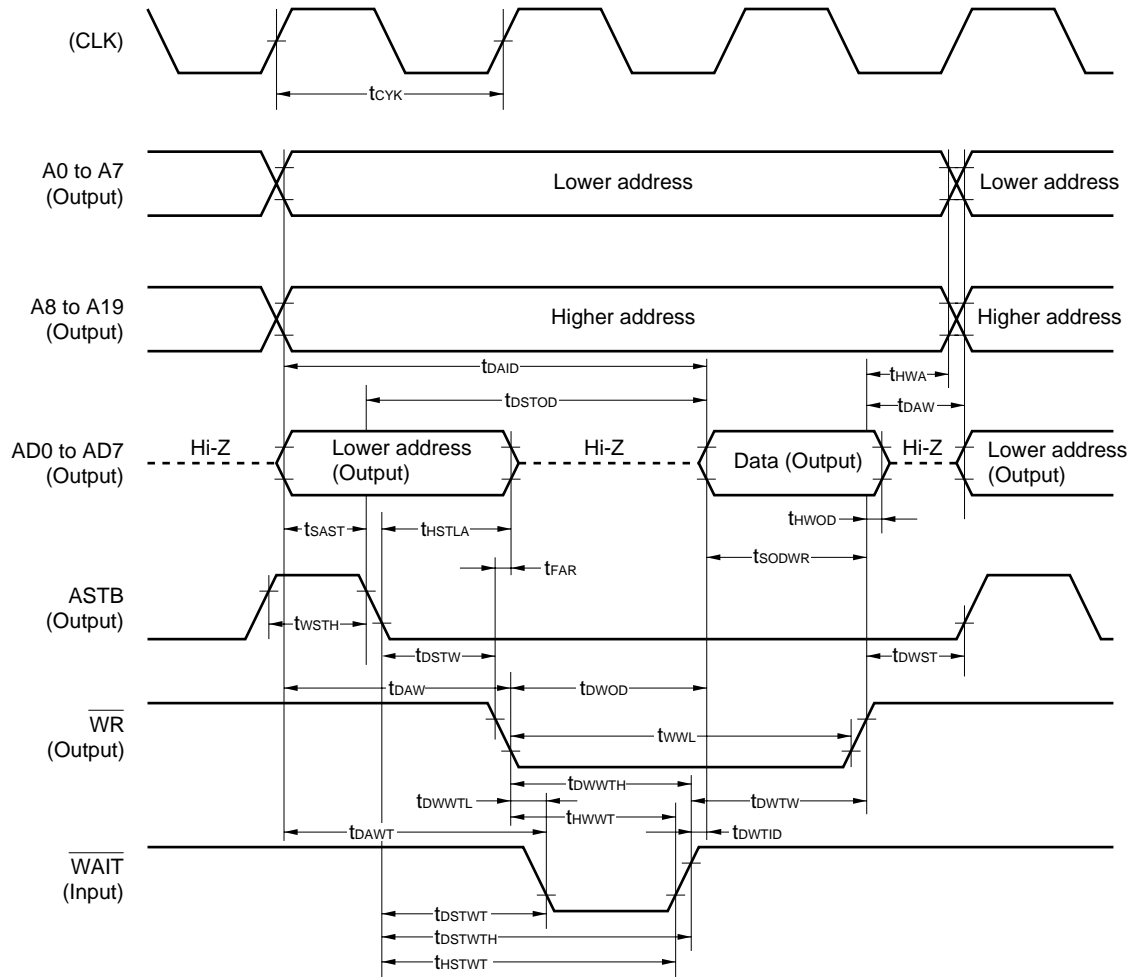 (CLK)
tCYK
A0 to A7
(Output)
Lower address
Lower address
A8 to A19
(Output)
Higher address
Higher address
tDAID
tHWA
tDSTOD
tDAW
AD0 to AD7
(Output)
Hi-Z
Lower address
(Output)
Hi-Z
Data (Output)
Hi-Z
Lower address
(Output)
tSAST
tHSTLA
tHWOD
tSODWR
tFAR
ASTB
(Output)
tWSTH
tDSTW
tDWST
tDAW
tDWOD
WR
(Output)
tWWL
tDWWTH
tDWWTL
tDWTW
tHWWT
tDAWT
tDWTID
WAIT
(Input)
tDSTWT
tDSTWTH
tHSTWT